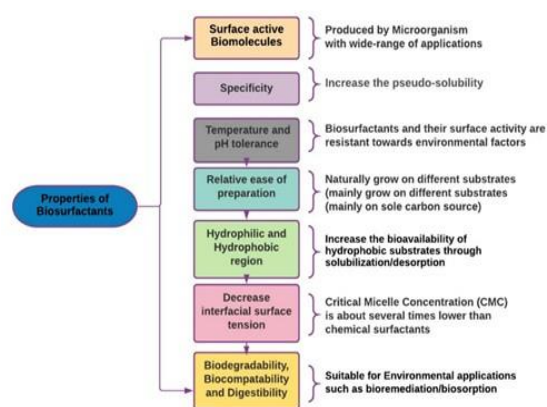 Surface active
Biomolecules
Produced by Microorganism
with wide-range of applications
Specificity
Increase the pseudo-solubility
Temperature and
pH tolerance
Biosurfactants and their surface activity are
resistant towards environmental factors
Properties of
Biosurfactants
Relative ease of
preparation
Naturally grow on different substrates
(mainly grow on different substrates
(mainly on sole carbon source)
Hydrophilic and
Hydrophobic
region
Increase the bioavailability of
hydrophobic substrates through
solubilization/desorption
Decrease
interfacial surface
tension
Critical Micelle Concentration (CMC)
is about several times lower than
chemical surfactants
Biodegradability,
Biocompatability
and Digestibility
Suitable for Environmental applications
such as bioremediation/biosorption